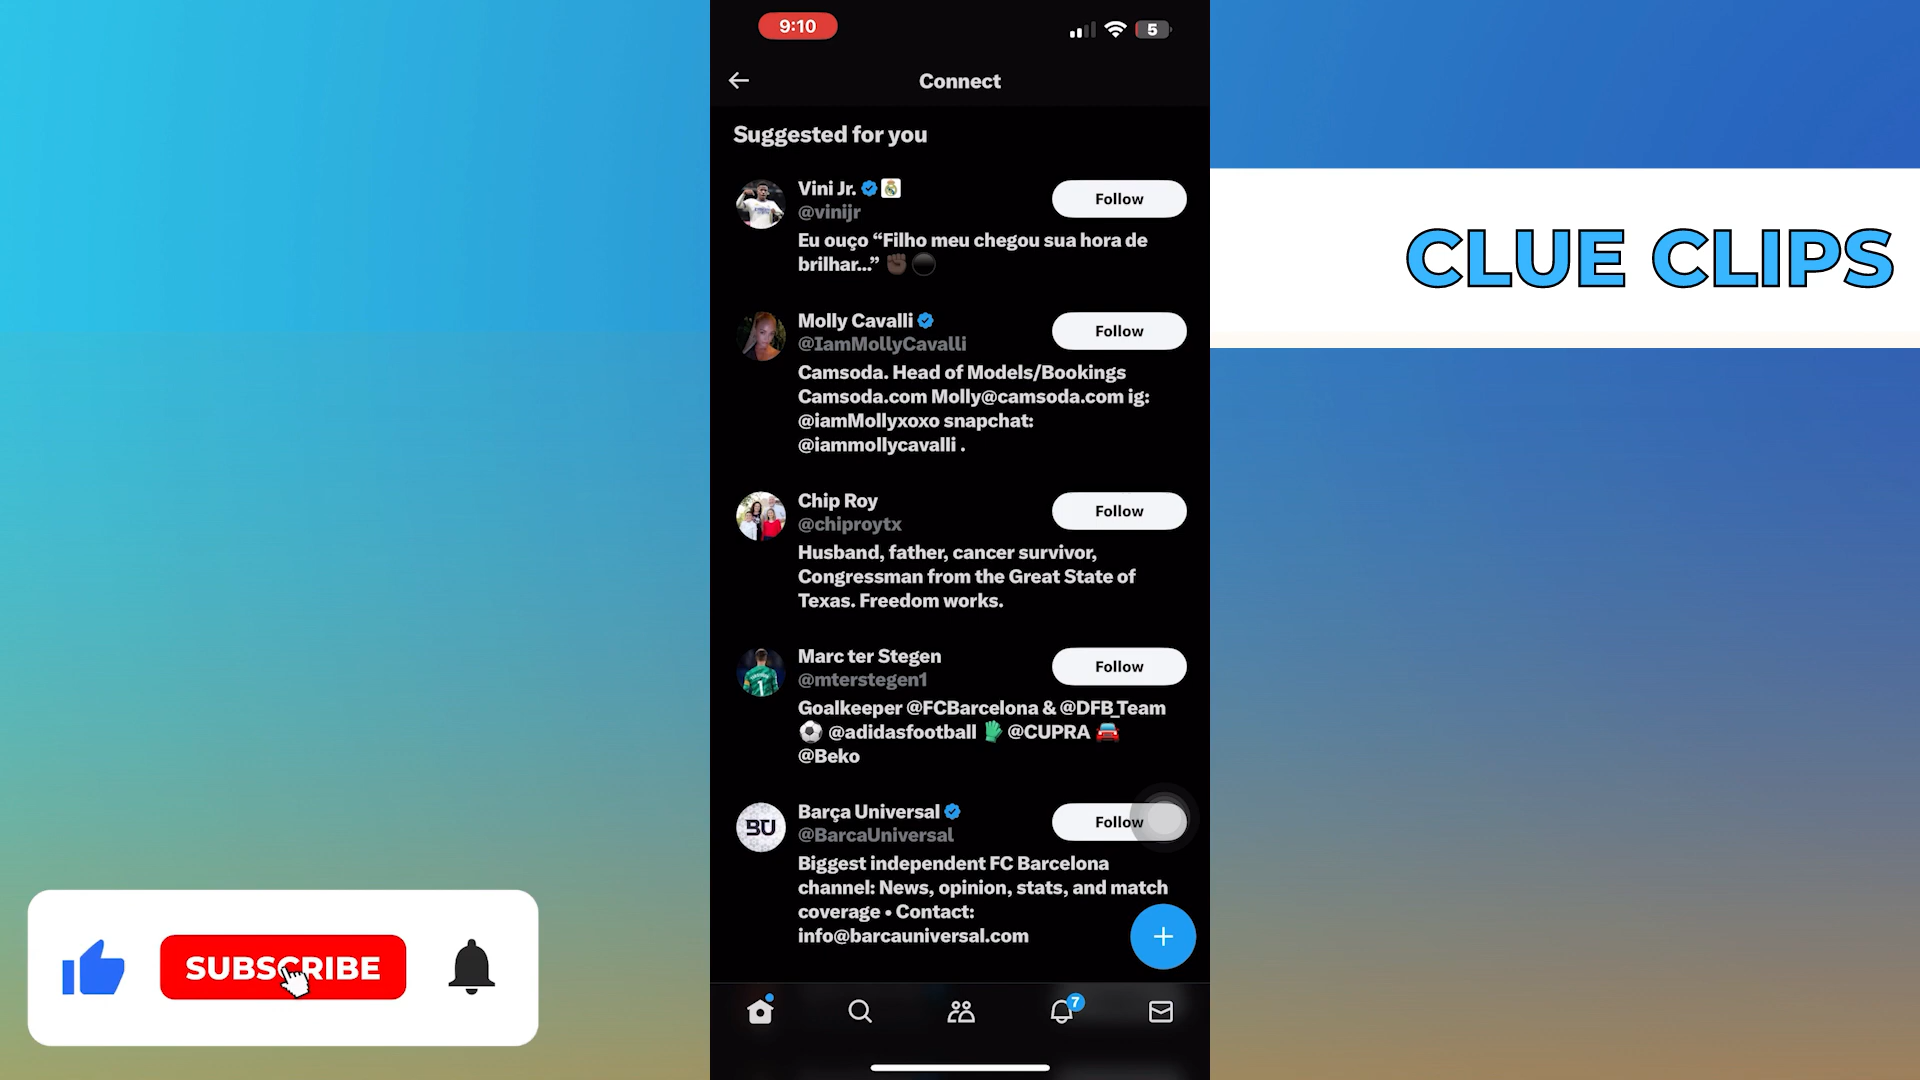 9:10
5
Connect
Suggested for you
Vini Jr.
@vinijr
Follow
Eu ouço “Filho meu chegou sua hora de
brilhar...” ✊🏿⚫
Molly Cavalli
@IamMollyCavalli
Follow
Camsoda. Head of Models/Bookings
Camsoda.com Molly@camsoda.com ig:
@iamMollyxoxo snapchat:
@iammollycavalli .
Chip Roy
@chiproytx
Follow
Husband, father, cancer survivor,
Congressman from the Great State of
Texas. Freedom works.
Marc ter Stegen
@mterstegen1
Follow
Goalkeeper @FCBarcelona & @DFB_Team
⚽ @adidasfootball 🧤 @CUPRA 🚘
@Beko
Barça Universal
@BarcaUniversal
Follow
BU
Biggest independent FC Barcelona
channel: News, opinion, stats, and match
coverage • Contact:
info@barcauniversal.com
7
CLUE CLIPS
SUBSCRIBE